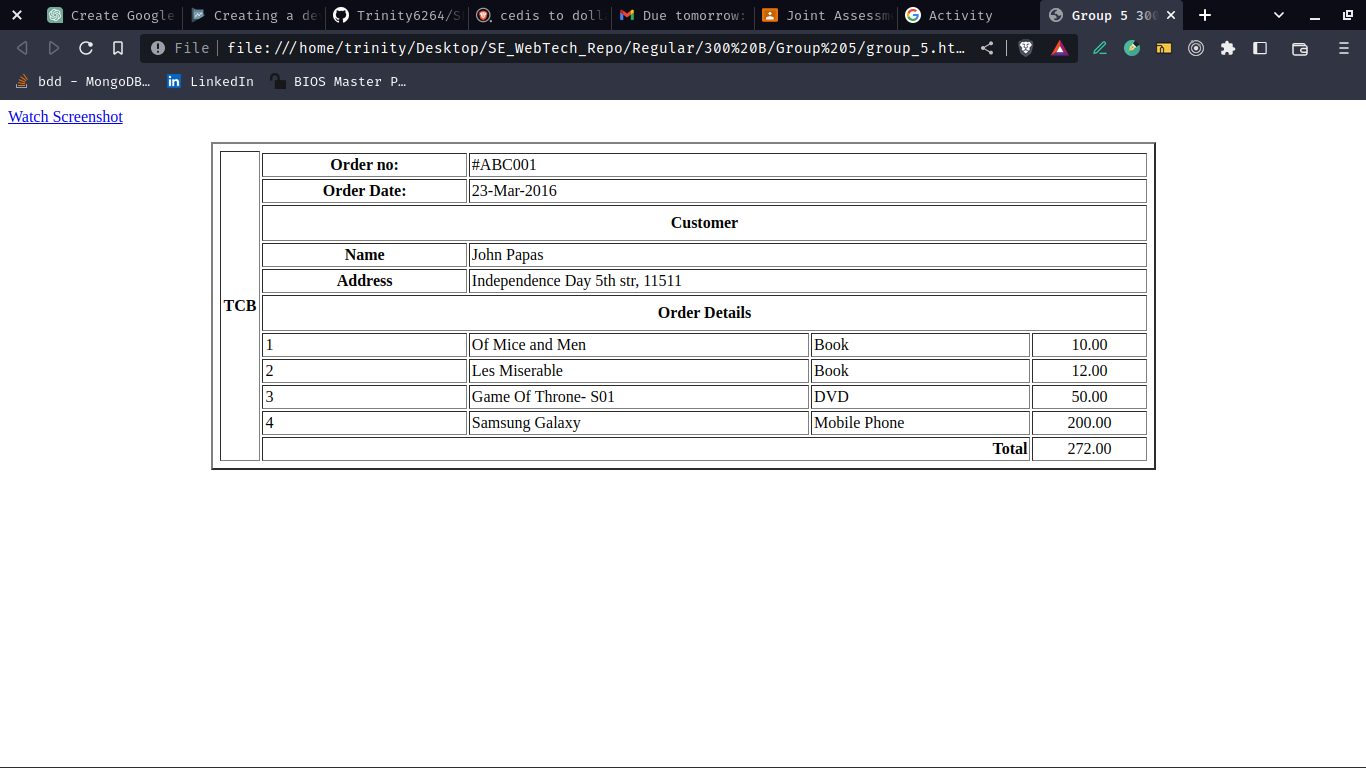 Create Google
Creating a de
Trinity6264/S
cedis to doll
Due tomorrow:
Joint Assessm
Activity
Group 5 300
File
file:///home/trinity/Desktop/SE_WebTech_Repo/Regular/300%20B/Group%205/group_5.ht…
bdd - MongoDB…
LinkedIn
BIOS Master P…
Watch Screenshot
TCB
Order no: #ABC001
Order Date: 23-Mar-2016
Customer
Name John Papas
Address Independence Day 5th str, 11511
Order Details
1 Of Mice and Men Book 10.00
2 Les Miserable Book 12.00
3 Game Of Throne- S01 DVD 50.00
4 Samsung Galaxy Mobile Phone 200.00
Total 272.00